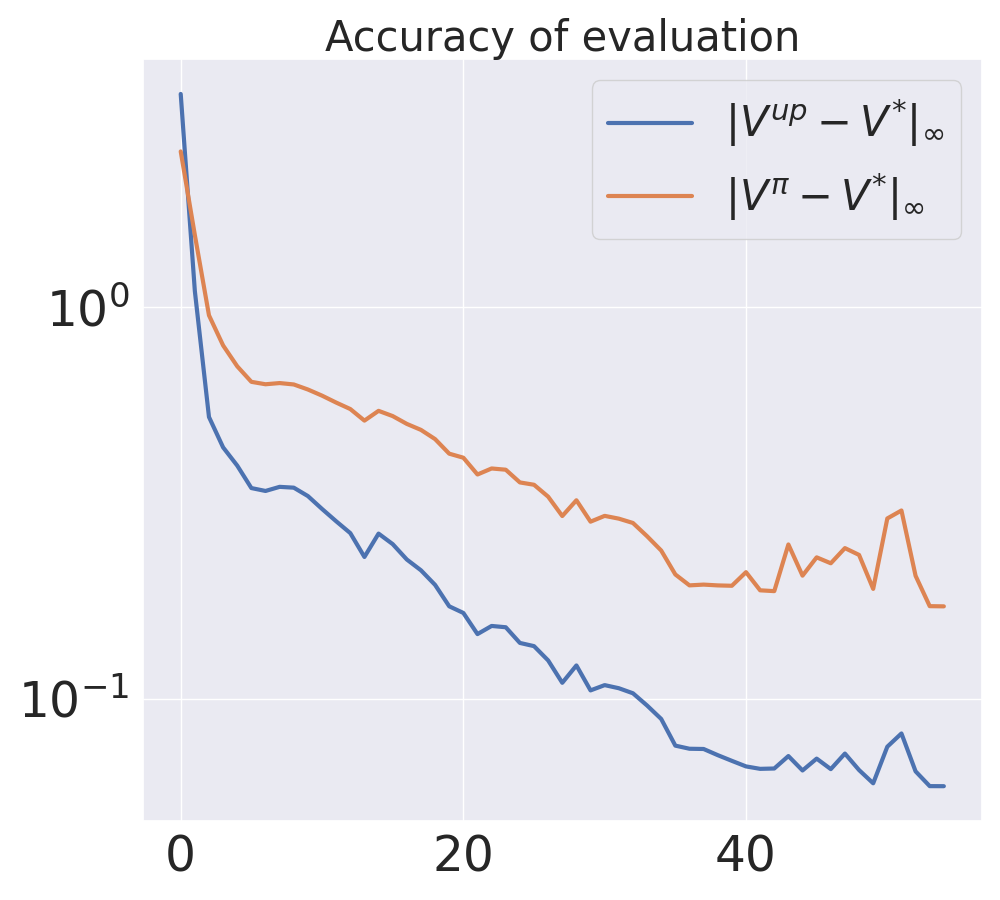 Accuracy of evaluation
|V^{up} − V^*|_∞
|V^π − V^*|_∞
10^0
10^{−1}
0 20 40